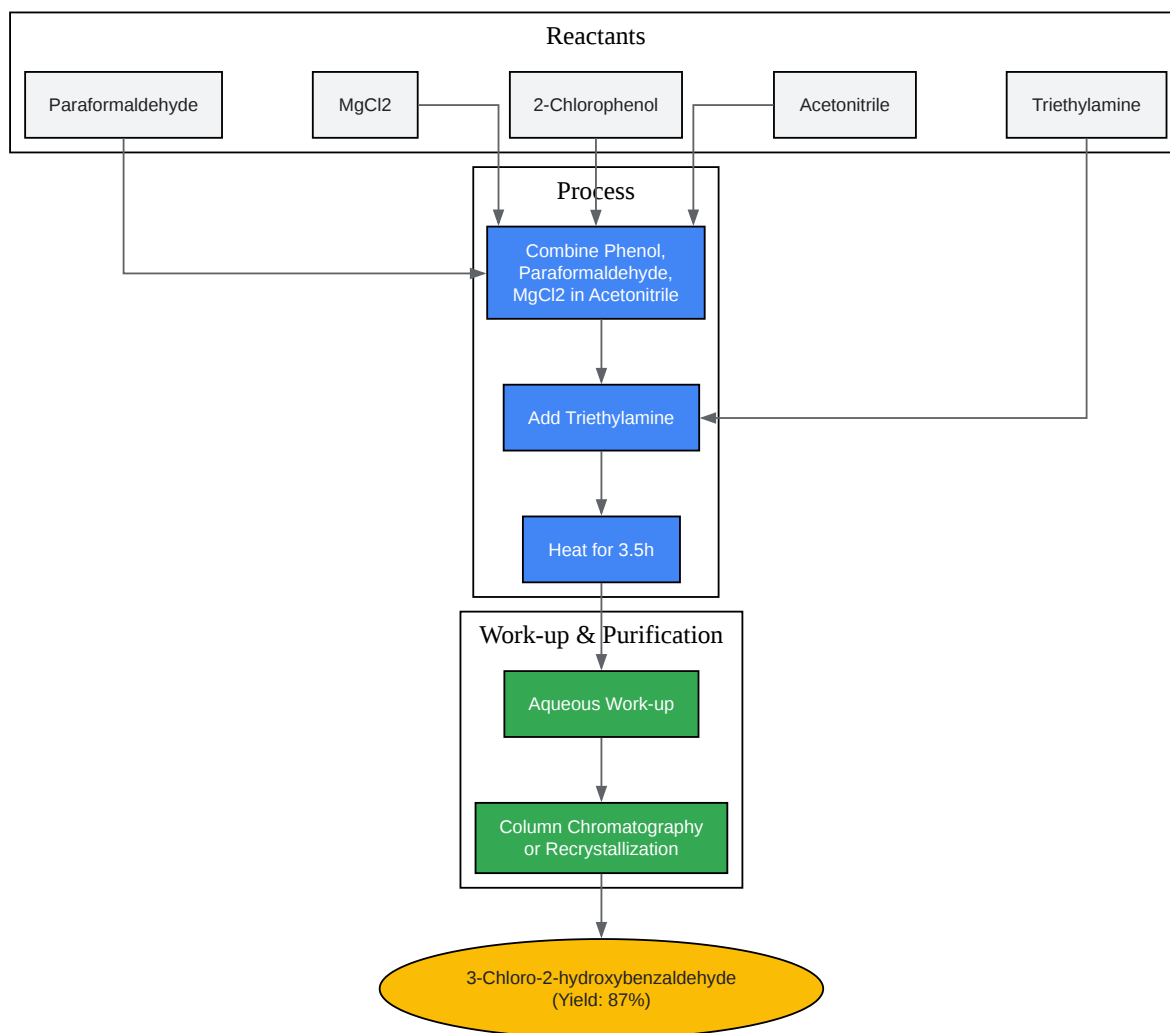 Reactants
Paraformaldehyde
MgCl2
2-Chlorophenol
Acetonitrile
Triethylamine
Process
Combine Phenol,
Paraformaldehyde,
MgCl2 in Acetonitrile
Add Triethylamine
Heat for 3.5h
Work-up & Purification
Aqueous Work-up
Column Chromatography
or Recrystallization
3-Chloro-2-hydroxybenzaldehyde
(Yield: 87%)